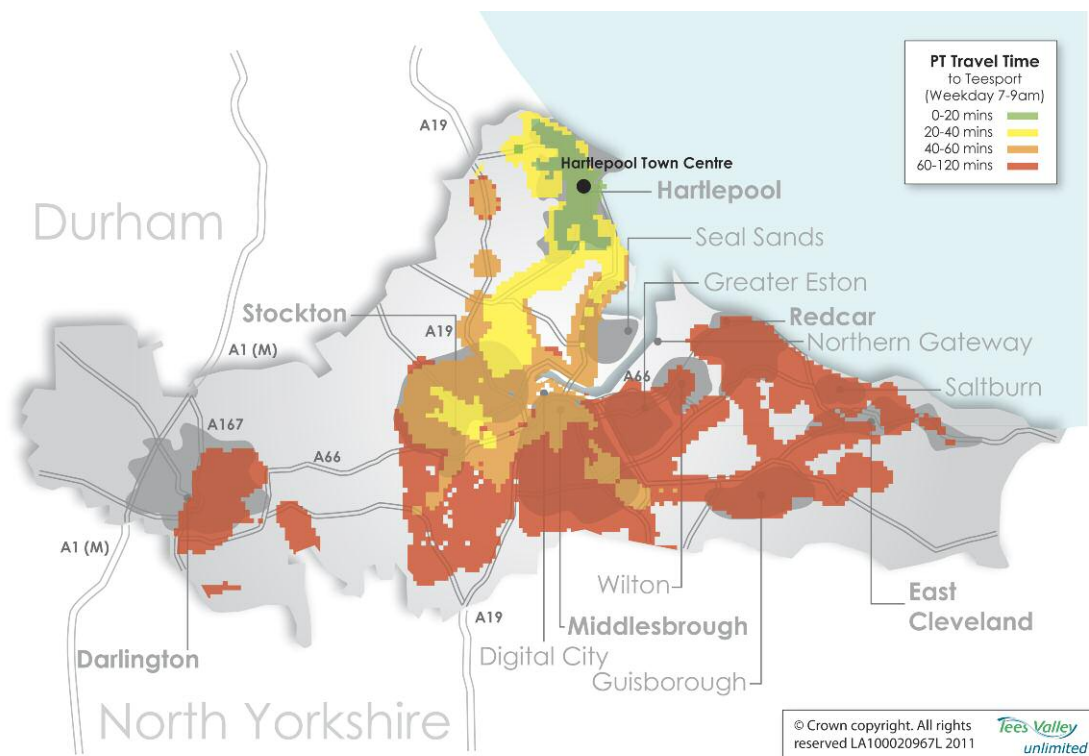 PT Travel Time
to Teesport
(Weekday 7-9am)
0-20 mins
20-40 mins
40-60 mins
60-120 mins
A19
Hartlepool Town Centre
Hartlepool
Durham
Seal Sands
Greater Eston
Stockton
Redcar
A19
Northern Gateway
A1 (M)
A66
Saltburn
A167
A66
A1 (M)
Wilton
East
Cleveland
A19
Middlesbrough
Darlington
Digital City
Guisborough
North Yorkshire
© Crown copyright. All rights
reserved LA100020967L 2011
Tees Valley
unlimited